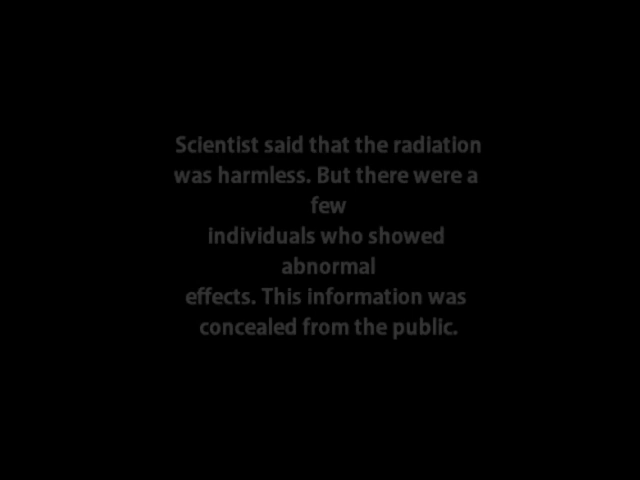 Scientist said that the radiation
was harmless. But there were a
few
individuals who showed
abnormal
effects. This information was
concealed from the public.